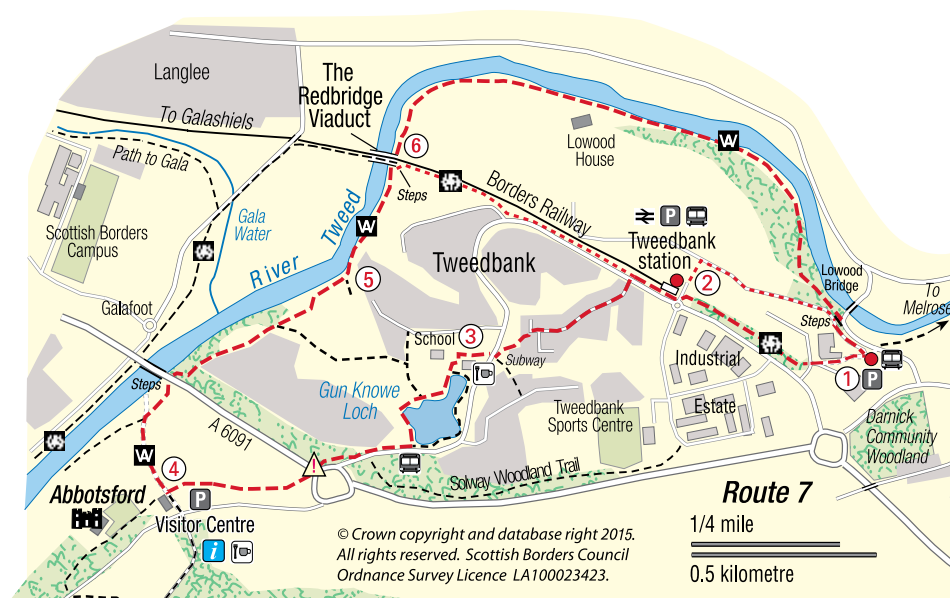 Langlee
The
Redbridge
Viaduct
To Galashiels
Path to Gala
Scottish Borders
Campus
Gala
Water
Galafoot
River Tweed
Steps
6
W
Lowood
House
W
Borders Railway
P
Tweedbank
station
2
Lowood
Bridge
To
Melrose
Steps
Tweedbank
5
School
3
Subway
Gun Knowe
Loch
Industrial
Estate
1
P
Tweedbank
Sports Centre
Darnick
Community
Woodland
Steps
A 6091
!
Solway Woodland Trail
W
4
Abbotsford
P
Visitor Centre
i
Route 7
1/4 mile
0.5 kilometre
© Crown copyright and database right 2015.
All rights reserved. Scottish Borders Council
Ordnance Survey Licence LA100023423.